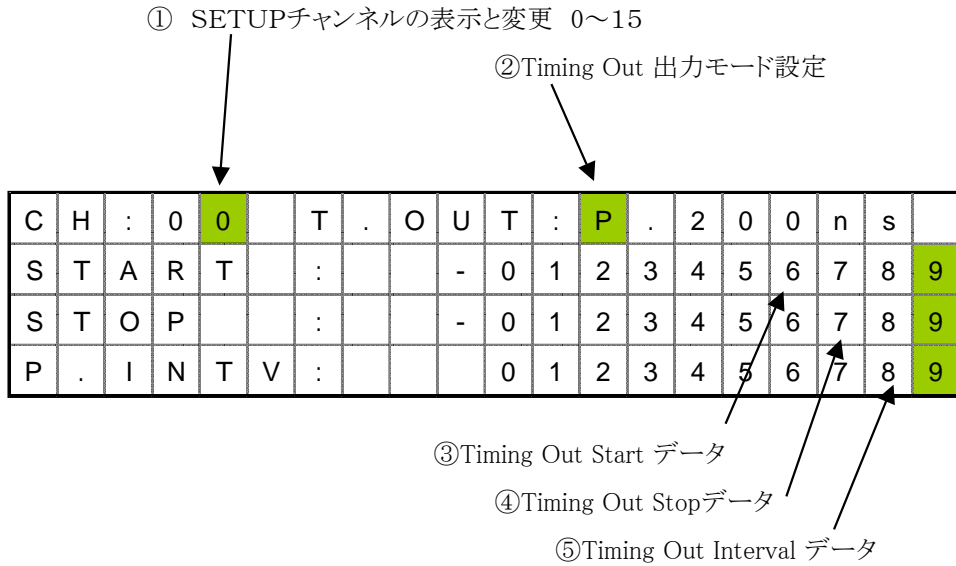 ① SETUPチャンネルの表示と変更 0～15
②Timing Out 出力モード設定
CH:00 T.OUT:P.200ns
START : -0123456789
STOP : -0123456789
P.INTV: 0123456789
③Timing Out Start データ
④Timing Out Stopデータ
⑤Timing Out Interval データ